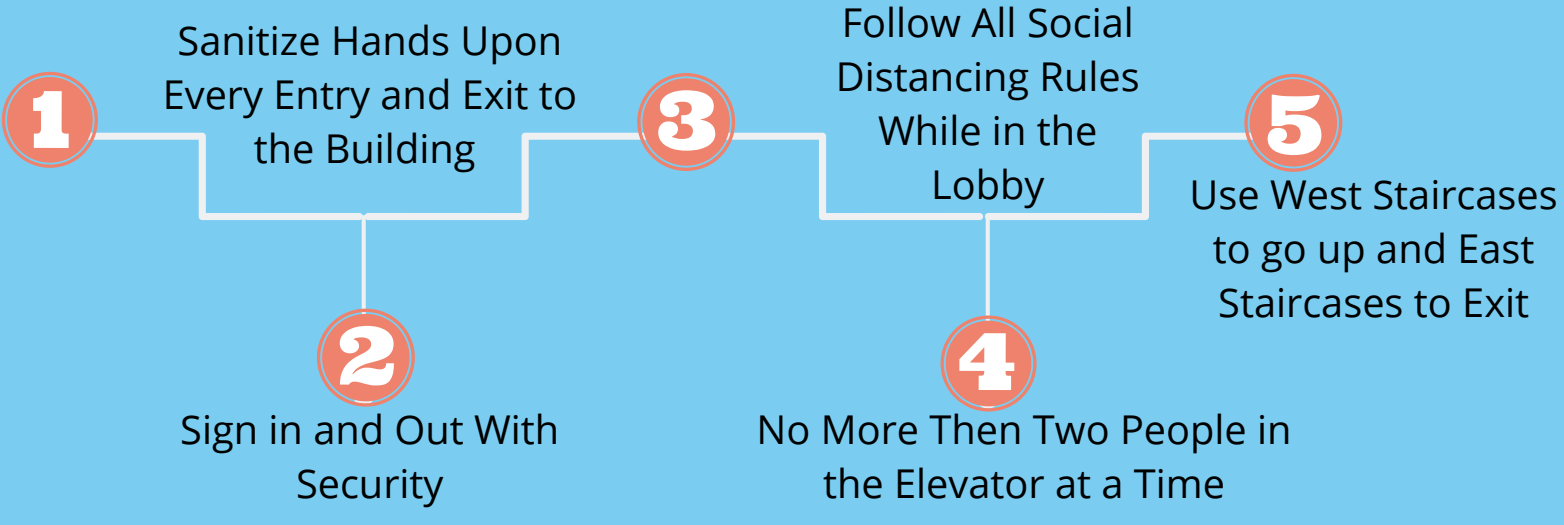 1
Sanitize Hands Upon
Every Entry and Exit to
the Building
2
Sign in and Out With
Security
3
Follow All Social
Distancing Rules
While in the
Lobby
4
No More Then Two People in
the Elevator at a Time
5
Use West Staircases
to go up and East
Staircases to Exit